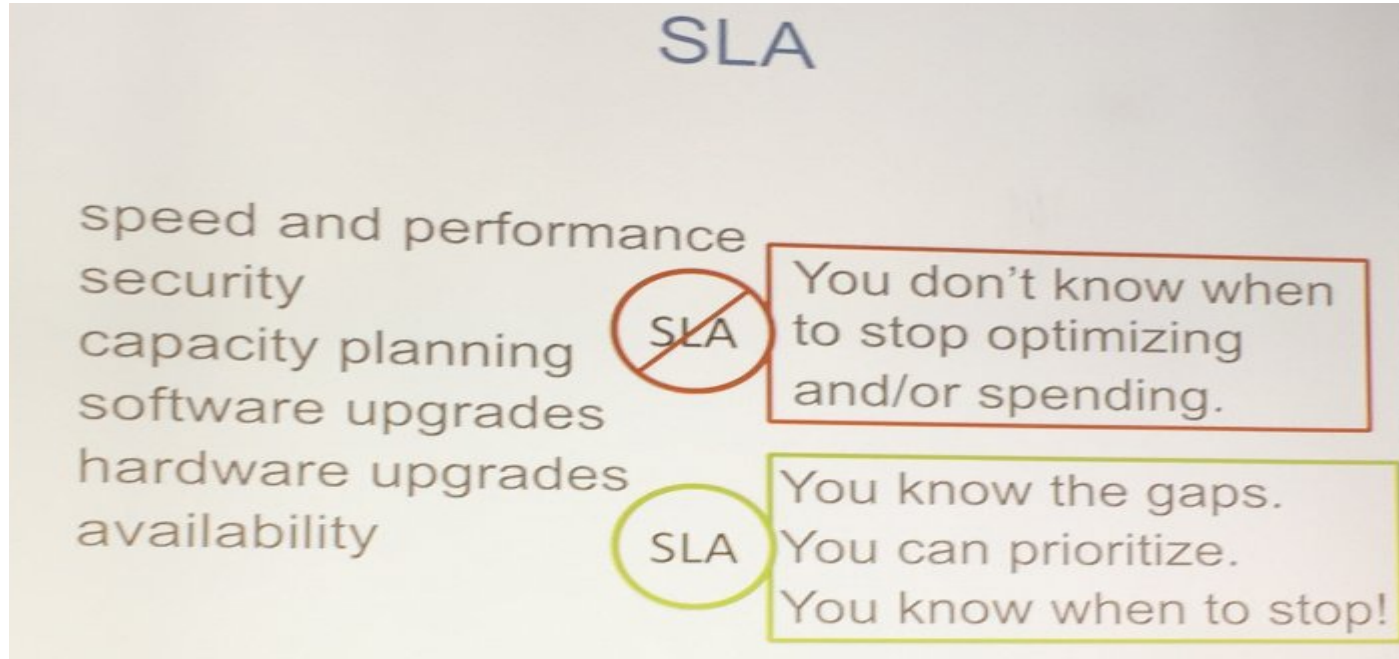 SLA
speed and performance
security
capacity planning
software upgrades
hardware upgrades
availability
SLA
You don't know when
to stop optimizing
and/or spending.
SLA
You know the gaps.
You can prioritize.
You know when to stop!